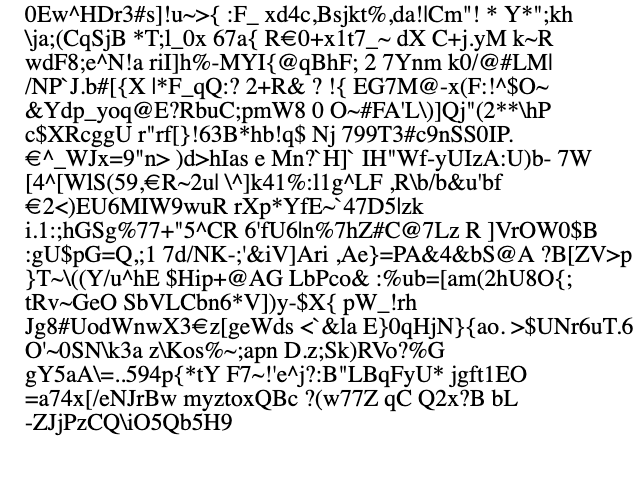 0Ew^HDr3#s]!u~>{ :F_ xd4c,Bsjkt%,da!lCm"! * Y*";kh
\ja;(CqSjB *T;l_0x 67a{ R€0+x1t7_~ dX C+j.yM k~R
wdF8;e^N!a riI]h%-MYI{@qBhF; 2 7Ynm k0/@#LM|
/NP`J.b#[{X |*F_qQ:? 2+R& ? !{ EG7M@-x(F:!^$O~
&Ydp_yoq@E?RbuC;pmW8 0 O~#FA'L\)]Qj"(2**\hP
c$XRcggU r"rf[}!63B*hb!q$ Nj 799T3#c9nSS0IP.
€^_WJx=9"n> )d>hIas e Mn?`H]` IH"Wf-yUIzA:U)b- 7W
[4^[WlS(59,€R~2u| \^]k41%:l1g^LF ,R\b/b&u'bf
€2<)EU6MIW9wuR rXp*YfE~`47D5|zk
i.1:;hGSg%77+"5^CR 6'fU6|n%7hZ#C@7Lz R ]VrOW0$B
:gU$pG=Q,;1 7d/NK-;'&iV]Ari ,Ae}=PA&4&bS@A ?B[ZV>p
}T~\((Y/u^hE $Hip+@AG LbPco& :%ub=[am(2hU8O{;
tRv~GeO SbVLCbn6*V])y-$X{ pW_!rh
Jg8#UodWnwX3€z[geWds <`&la E}0qHjN}{ao. >$UNr6uT.6
O'~0SN\k3a z\Kos%~;apn D.z;Sk)RVo?%G
gY5aA\=..594p{*tY F7~!'e^j?:B"LBqFyU* jgft1EO
=a74x[/eNJrBw myztoxQBc ?(w77Z qC Q2x?B bL
-ZJjPzCQ\iO5Qb5H9